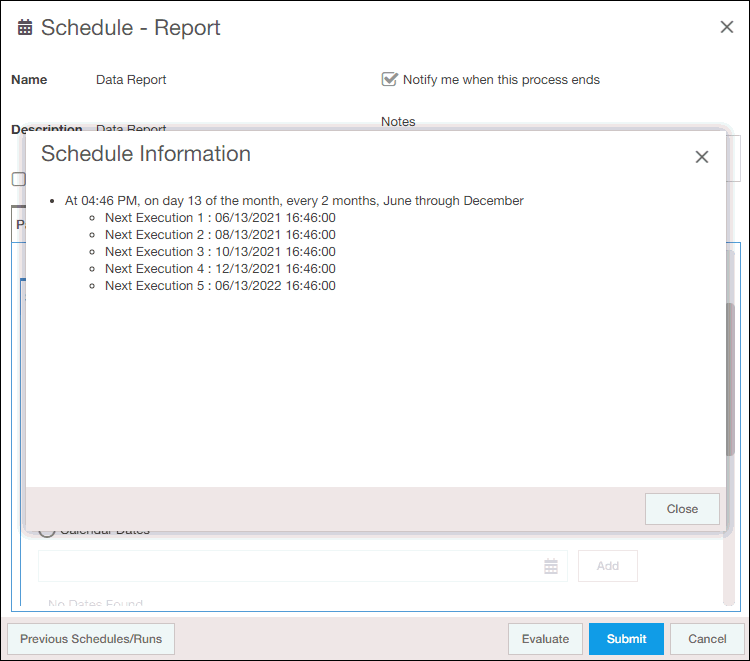 Schedule - Report
Name Data Report Notify me when this process ends
Description Data Report Notes
Schedule Information
At 04:46 PM, on day 13 of the month, every 2 months, June through December
Next Execution 1 : 06/13/2021 16:46:00
Next Execution 2 : 08/13/2021 16:46:00
Next Execution 3 : 10/13/2021 16:46:00
Next Execution 4 : 12/13/2021 16:46:00
Next Execution 5 : 06/13/2022 16:46:00
Close
Calendar Dates
Add
No Dates Found
Previous Schedules/Runs Evaluate Submit Cancel